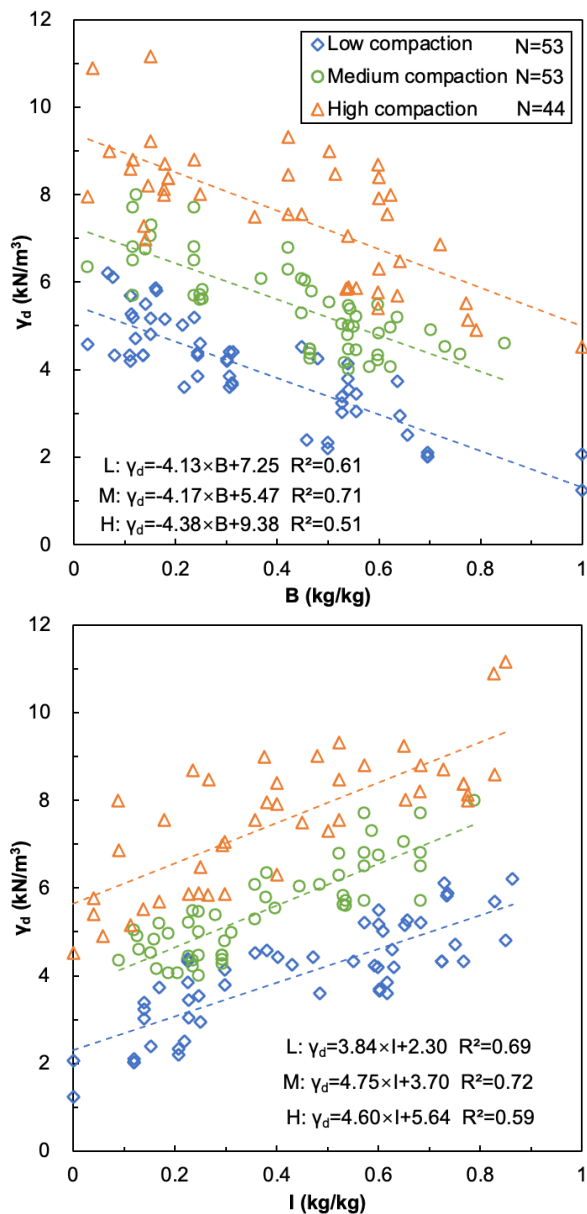 12
10
8
6
4
2
0
γd (kN/m³)
Low compaction N=53
Medium compaction N=53
High compaction N=44
L: γd=-4.13×B+7.25 R²=0.61
M: γd=-4.17×B+5.47 R²=0.71
H: γd=-4.38×B+9.38 R²=0.51
0 0.2 0.4 0.6 0.8 1
B (kg/kg)
12
10
8
6
4
2
0
γd (kN/m³)
L: γd=3.84×I+2.30 R²=0.69
M: γd=4.75×I+3.70 R²=0.72
H: γd=4.60×I+5.64 R²=0.59
0 0.2 0.4 0.6 0.8 1
I (kg/kg)